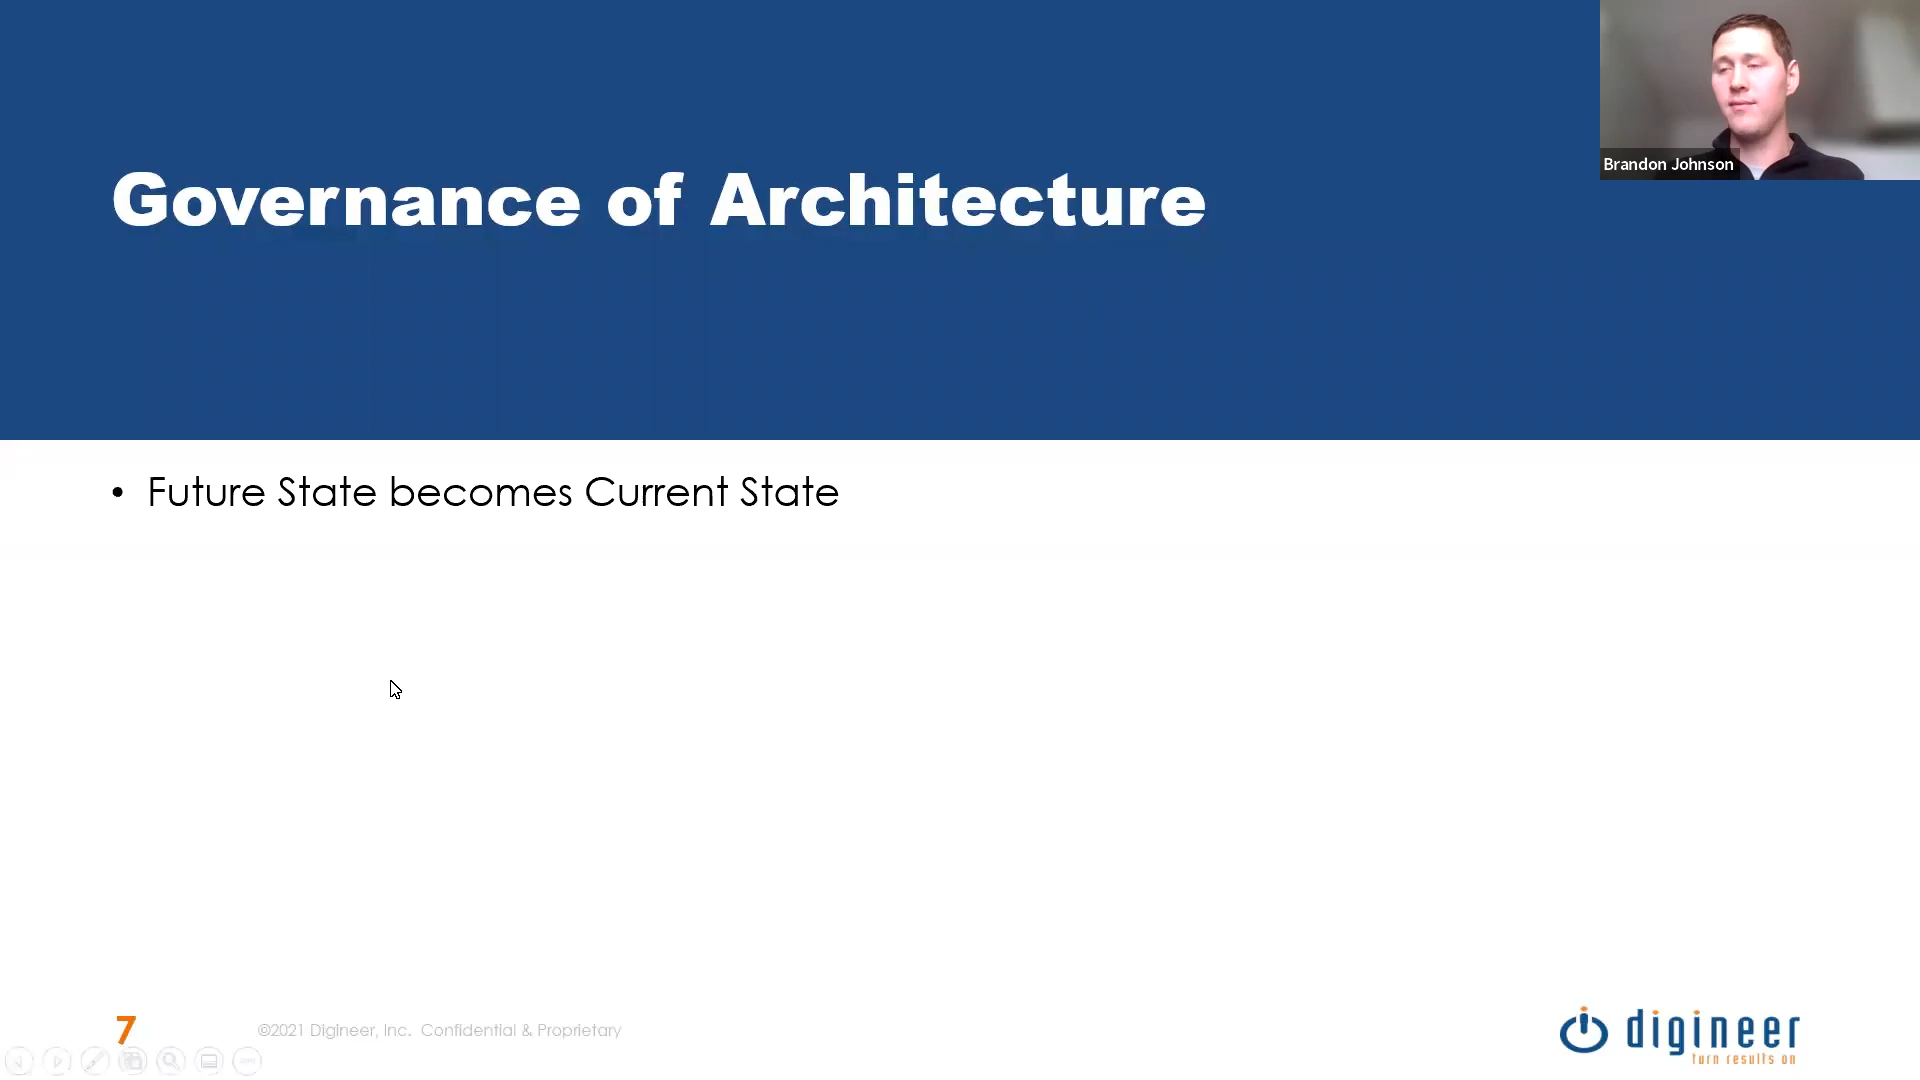 Brandon Johnson
Governance of Architecture
• Future State becomes Current State
7
©2021 Digineer, Inc. Confidential & Proprietary
digineer
turn results on